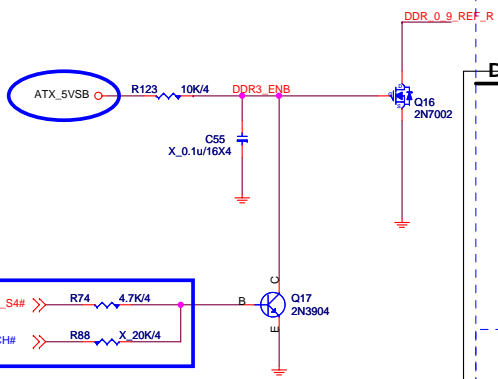 DDR_0_9_REF_R
D
ATX_5VSB
R123 10K/4
DDR3_ENB
Q16
2N7002
C55
X_0.1u/16X4
C
_S4#
R74 4.7K/4
B
Q17
2N3904
CH#
R88 X_20K/4
E